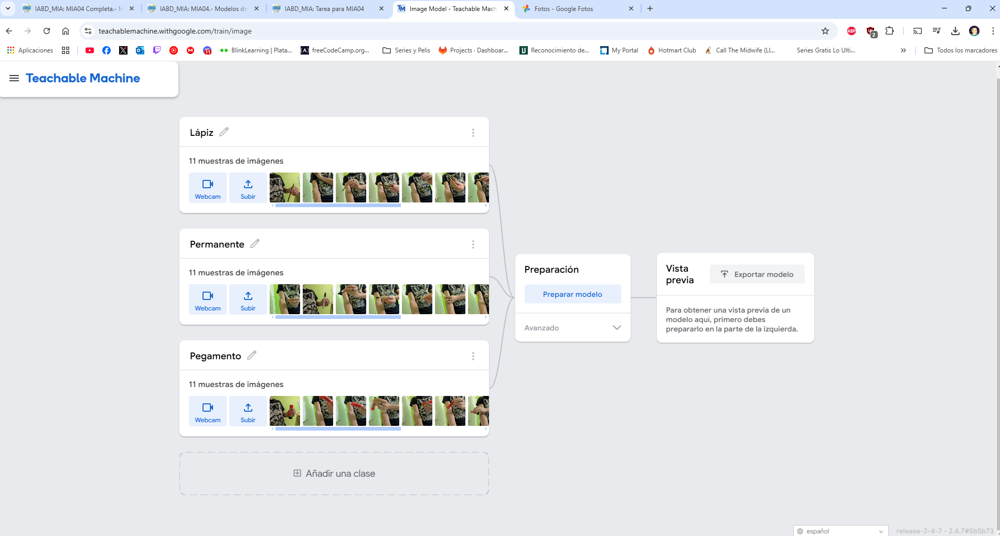 IABD_MIA: MIA04 Completa.- M
IABD_MIA: MIA04.- Modelos de
IABD_MIA: Tarea para MIA04
TM Image Model - Teachable Mach
Fotos - Google Fotos
teachablemachine.withgoogle.com/train/image
ABP
2
Aplicaciones
11
BlinkLearning | Plata...
freeCodeCamp.org...
Series y Pelis
Projects · Dashboar...
Reconocimiento de...
My Portal
Hotmart Club
Call The Midwife (Ll...
Series Gratis Lo Ulti...
Todos los marcadores
Teachable Machine
Lápiz
11 muestras de imágenes
Webcam
Subir
Permanente
11 muestras de imágenes
Webcam
Subir
Pegamento
11 muestras de imágenes
Webcam
Subir
Añadir una clase
Preparación
Preparar modelo
Avanzado
Vista
previa
Exportar modelo
Para obtener una vista previa de un
modelo aquí, primero debes
prepararlo en la parte de la izquierda.
español
release-2-4-7 - 2.4.7#5b5b73